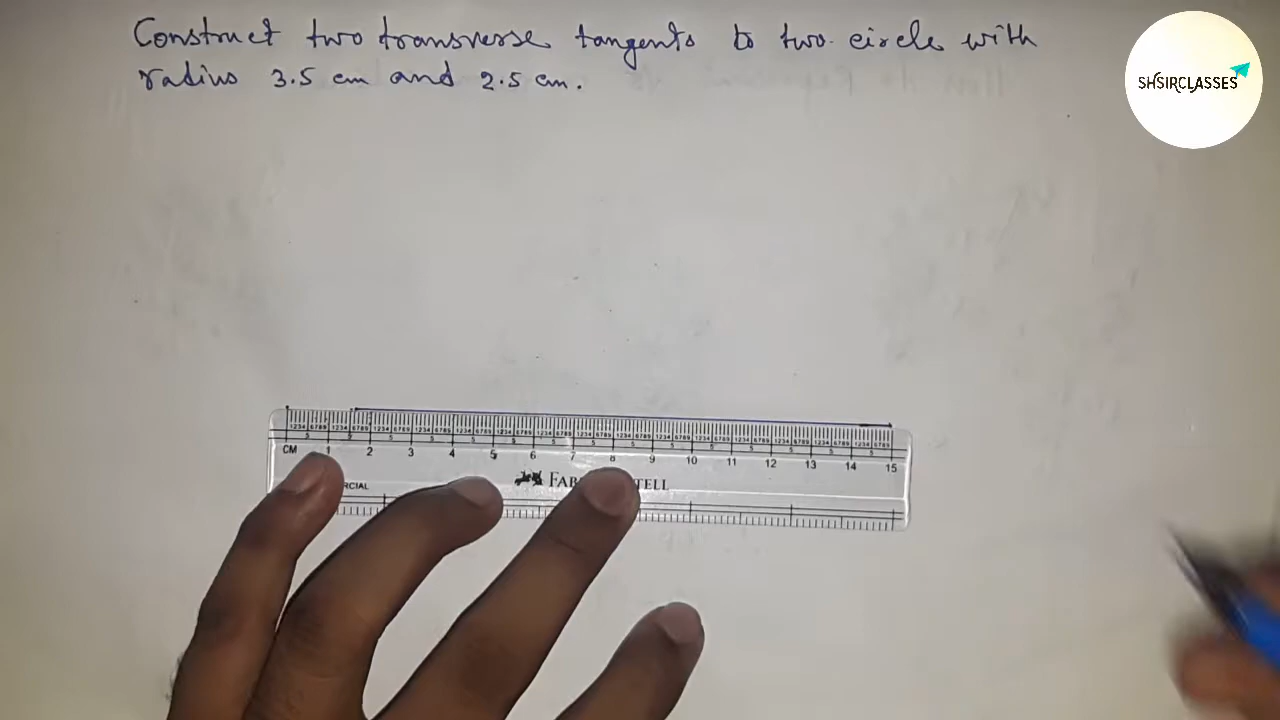 Construct two transverse tangents to two circle with
radius 3.5 cm and 2.5 cm.
SHSIRCLASSES
CM 1 2 3 4 5 6 7 8 9 10 11 12 13 14 15